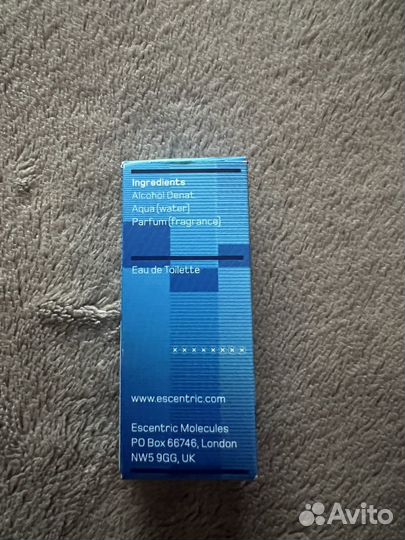 Ingredients
Alcohol Denat.
Aqua (water)
Parfum (fragrance)
Eau de Toilette
www.escentric.com
Escentric Molecules
PO Box 66746, London
NW5 9GG, UK
Avito